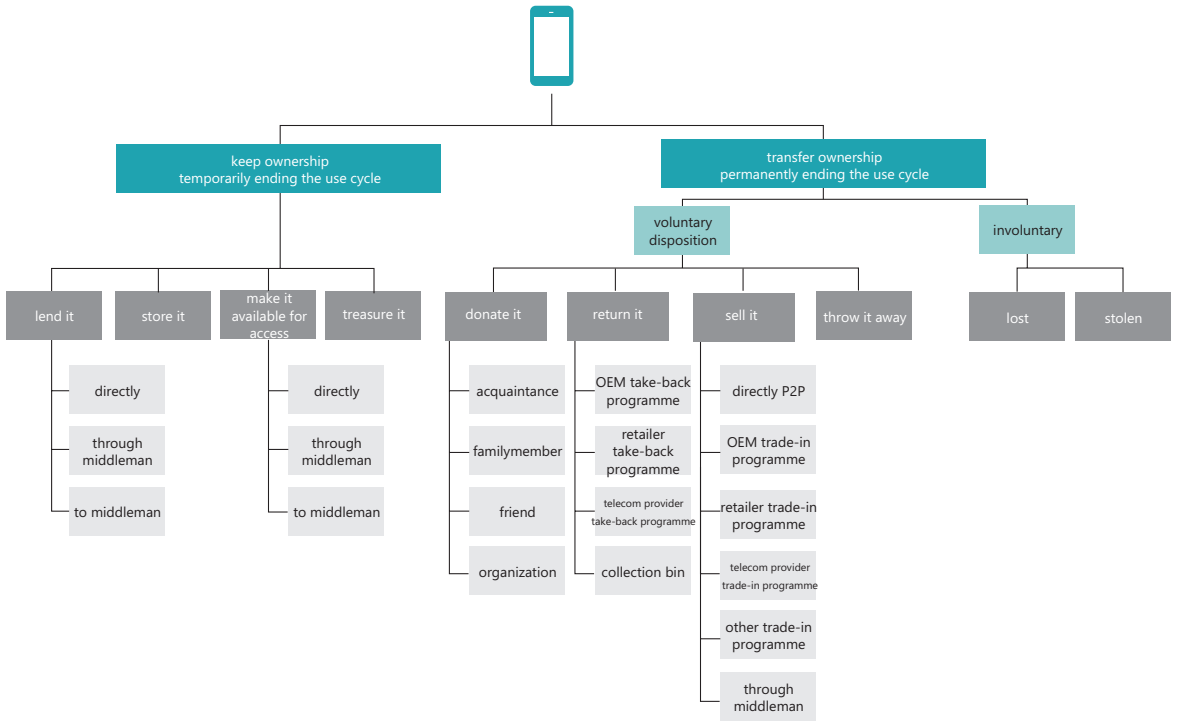 keep ownership
temporarily ending the use cycle
transfer ownership
permanently ending the use cycle
voluntary
disposition
involuntary
lend it
store it
make it
available for
access
treasure it
donate it
return it
sell it
throw it away
lost
stolen
directly
through
middleman
to middleman
directly
through
middleman
to middleman
acquaintance
familymember
friend
organization
OEM take-back
programme
retailer
take-back
programme
telecom provider
take-back programme
collection bin
directly P2P
OEM trade-in
programme
retailer trade-in
programme
telecom provider
trade-in programme
other trade-in
programme
through
middleman